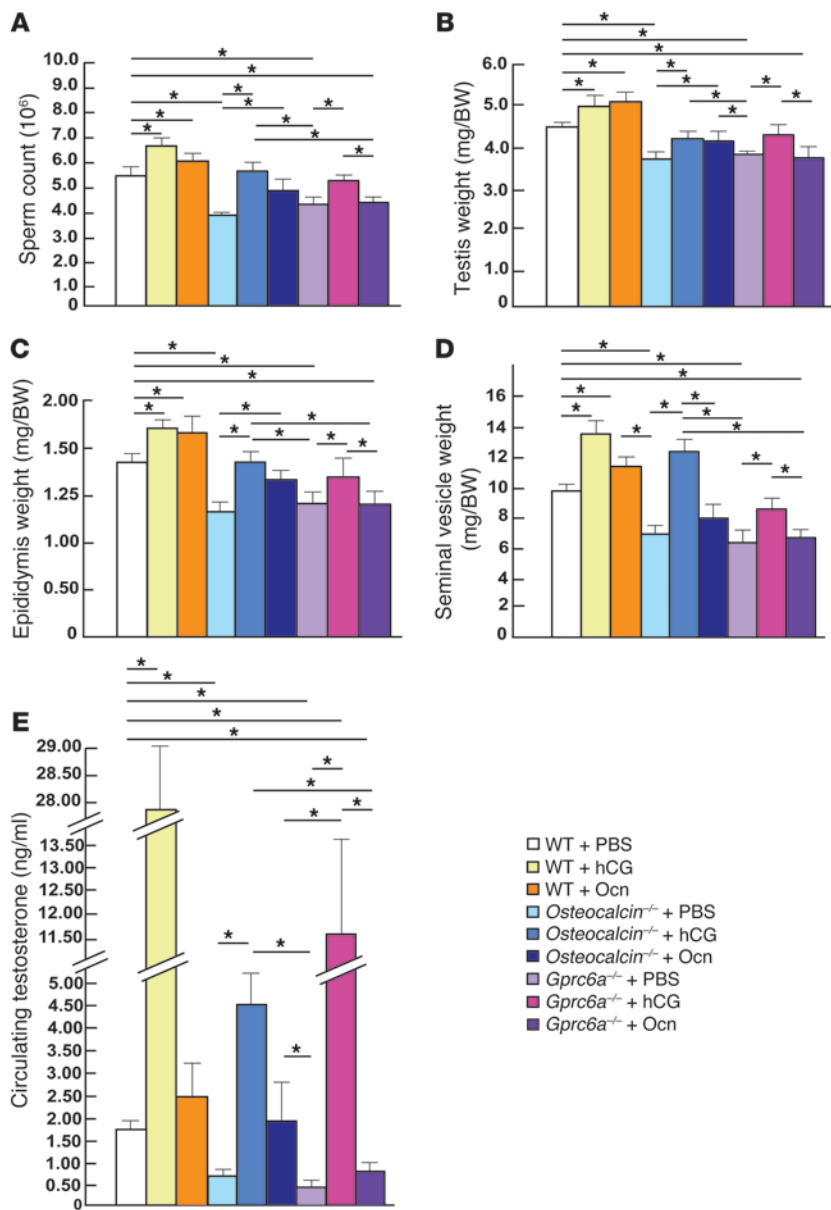 A
Sperm count (10⁶)
10.0
9.0
8.0
7.0
6.0
5.0
4.0
3.0
2.0
1.0
0
* * * * * * * * * * * *
B
Testis weight (mg/BW)
6.0
5.0
4.0
2.0
1.0
0
* * * * * * * * * * *
C
Epididymis weight (mg/BW)
2.00
1.50
1.25
0.50
0
* * * * * * * * * * *
D
Seminal vesicle weight
(mg/BW)
16
14
12
10
8
6
4
2
0
* * * * * * * * * * * *
E
Circulating testosterone (ng/ml)
29.00
28.50
28.00
13.50
13.00
12.50
12.00
11.50
5.00
4.50
4.00
3.50
3.00
2.50
2.00
1.50
1.00
0.50
0
* * * * * * * * * * * *
WT + PBS
WT + hCG
WT + Ocn
Osteocalcin⁻/⁻ + PBS
Osteocalcin⁻/⁻ + hCG
Osteocalcin⁻/⁻ + Ocn
Gprc6a⁻/⁻ + PBS
Gprc6a⁻/⁻ + hCG
Gprc6a⁻/⁻ + Ocn